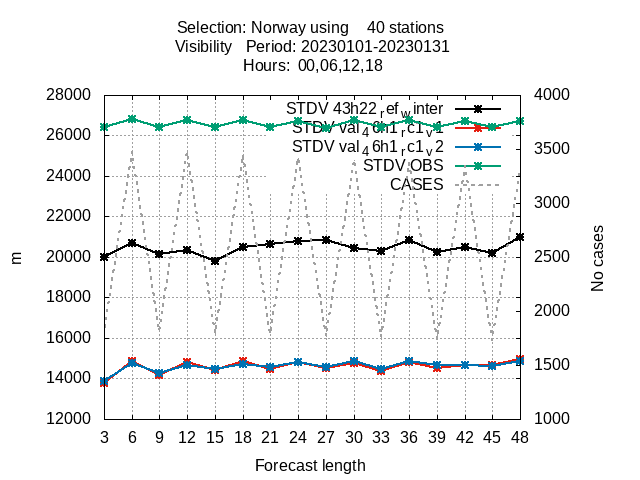 Selection: Norway using    40 stations
Visibility   Period: 20230101-20230131
Hours: 00,06,12,18
28000
26000
24000
22000
20000
18000
16000
14000
12000
m
STDV 43h22_ref_winter
STDV val_46h1_rc1_v1
STDV val_46h1_rc1_v2
STDV OBS
CASES
4000
3500
3000
2500
2000
1500
1000
No cases
3 6 9 12 15 18 21 24 27 30 33 36 39 42 45 48
Forecast length